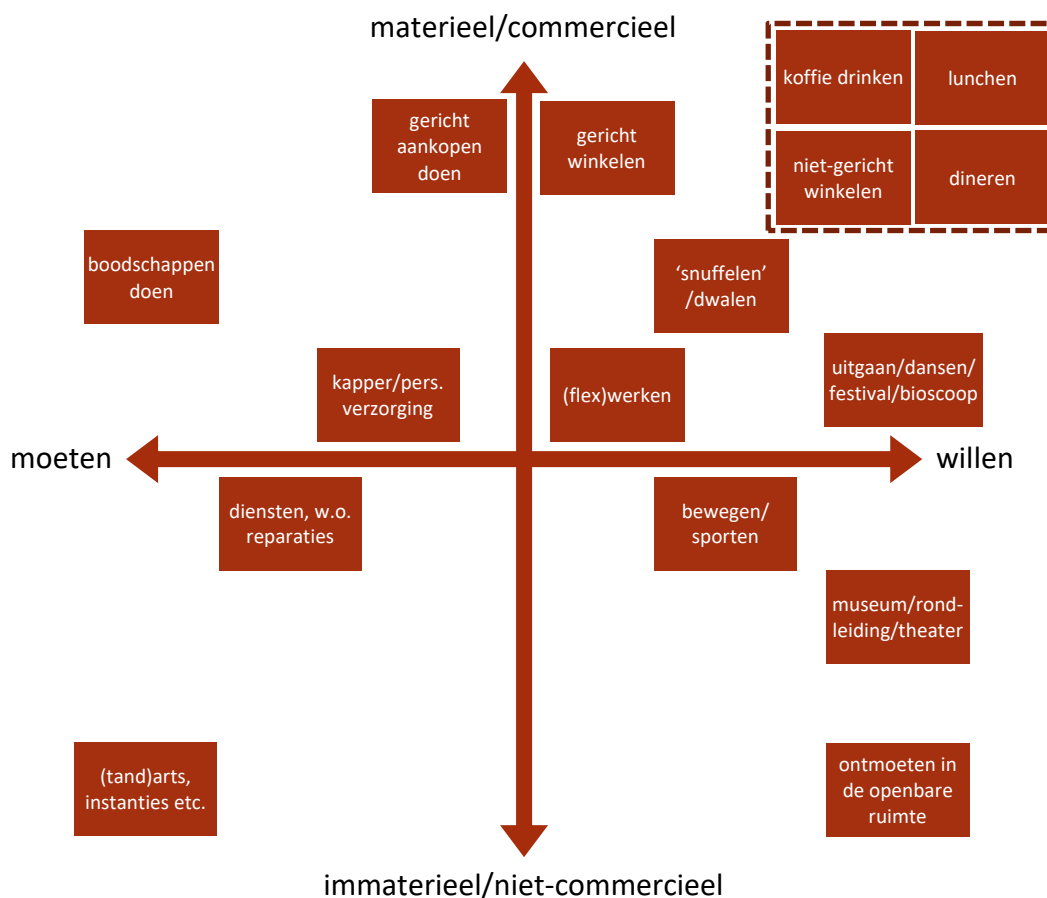 materieel/commercieel
koffie drinken
lunchen
niet-gericht
winkelen
dineren
gericht
aankopen
doen
gericht
winkelen
boodschappen
doen
‘snuffelen’
/dwalen
kapper/pers.
verzorging
(flex)werken
uitgaan/dansen/
festival/bioscoop
moeten
willen
diensten, w.o.
reparaties
bewegen/
sporten
museum/rond-
leiding/theater
(tand)arts,
instanties etc.
ontmoeten in
de openbare
ruimte
immaterieel/niet-commercieel